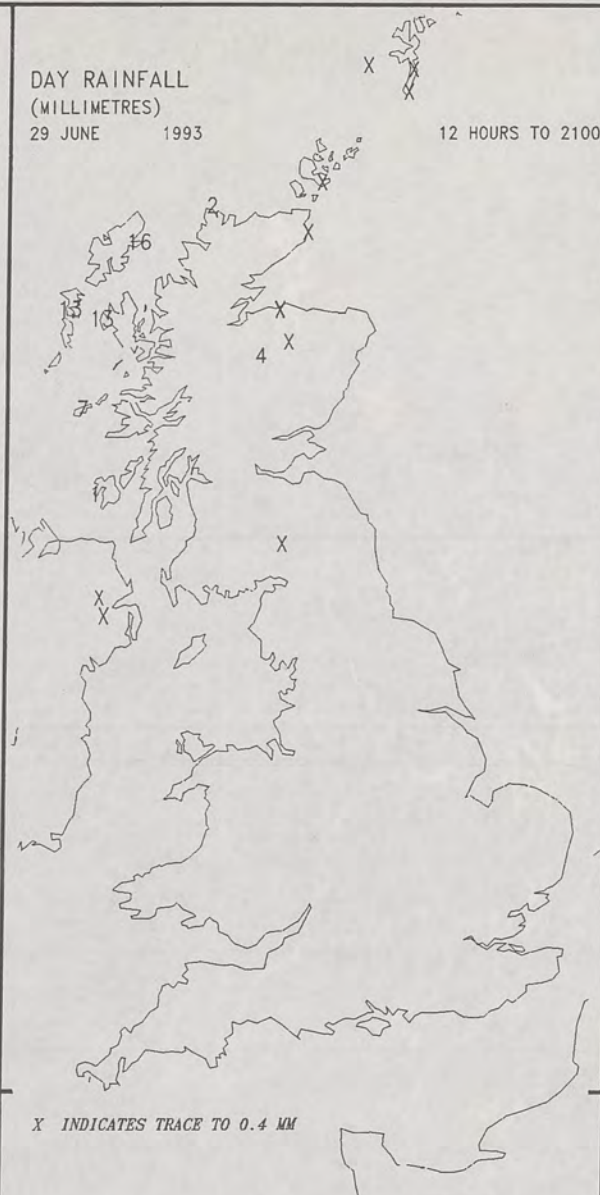 DAY RAINFALL
(MILLIMETRES)
29 JUNE 1993 12 HOURS TO 2100
X
X
X
X
2
X
16
13 13 X
4 X
7
X
X
X
X INDICATES TRACE TO 0.4 MM